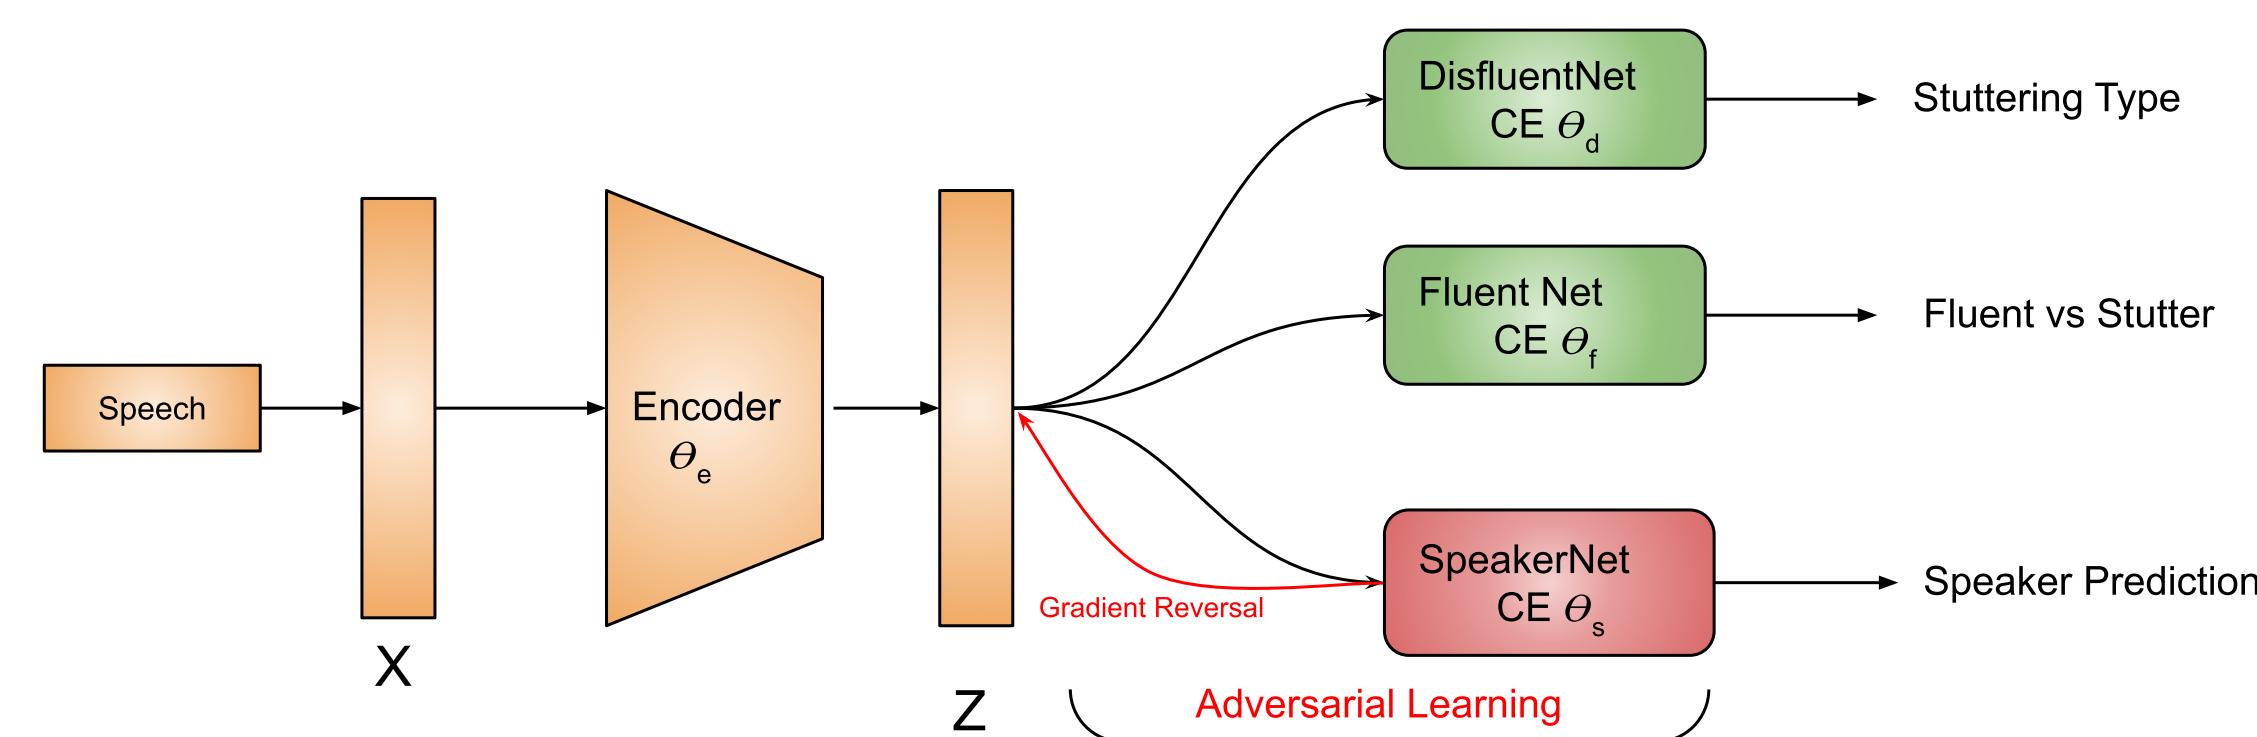 DisfluentNet
CE θd
Stuttering Type
Fluent Net
CE θf
Fluent vs Stutter
Speech
Encoder
θe
SpeakerNet
CE θs
Speaker Prediction
Gradient Reversal
X
Z
Adversarial Learning